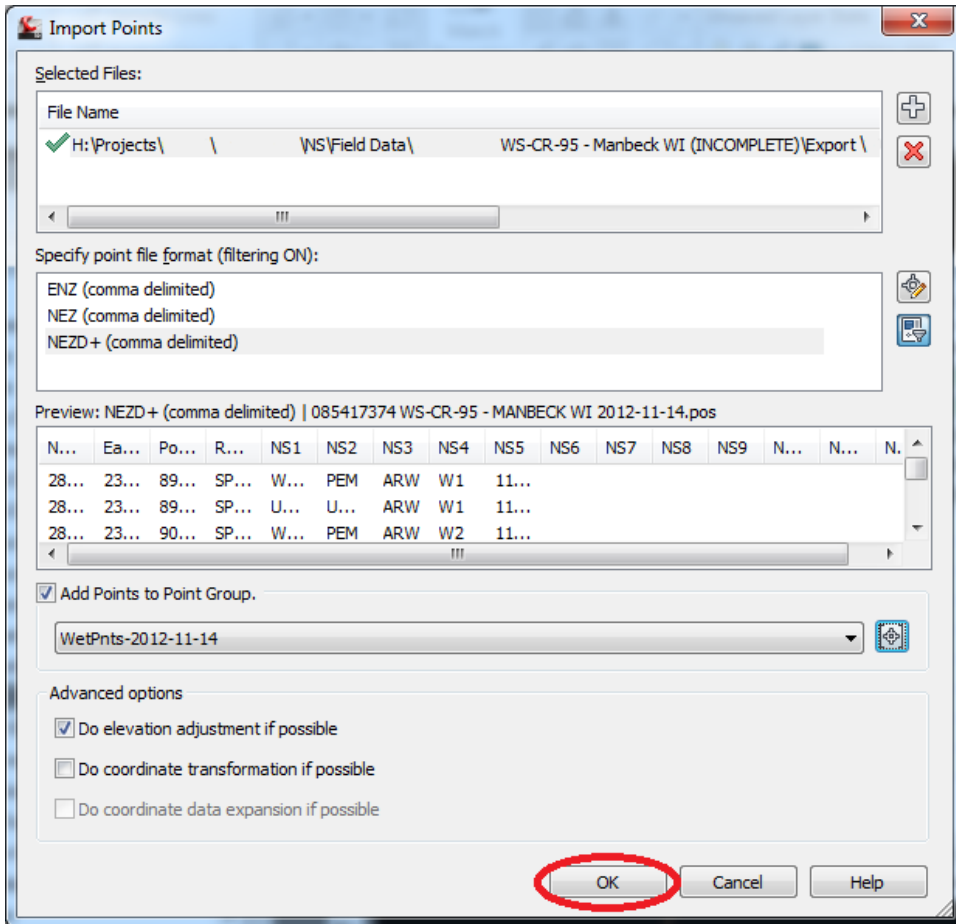 Import Points
Selected Files:
File Name
H:\Projects\ \ \NS\Field Data\ WS-CR-95 - Manbeck WI (INCOMPLETE)\Export \
Specify point file format (filtering ON):
ENZ (comma delimited)
NEZ (comma delimited)
NEZD+ (comma delimited)
Preview: NEZD+ (comma delimited) | 085417374 WS-CR-95 - MANBECK WI 2012-11-14.pos
N... Ea... Po... R... NS1 NS2 NS3 NS4 NS5 NS6 NS7 NS8 NS9 N... N... N.
28... 23... 89... SP... W... PEM ARW W1 11...
28... 23... 89... SP... U... U... ARW W1 11...
28... 23... 90... SP... W... PEM ARW W2 11...
Add Points to Point Group.
WetPnts-2012-11-14
Advanced options
Do elevation adjustment if possible
Do coordinate transformation if possible
Do coordinate data expansion if possible
OK Cancel Help